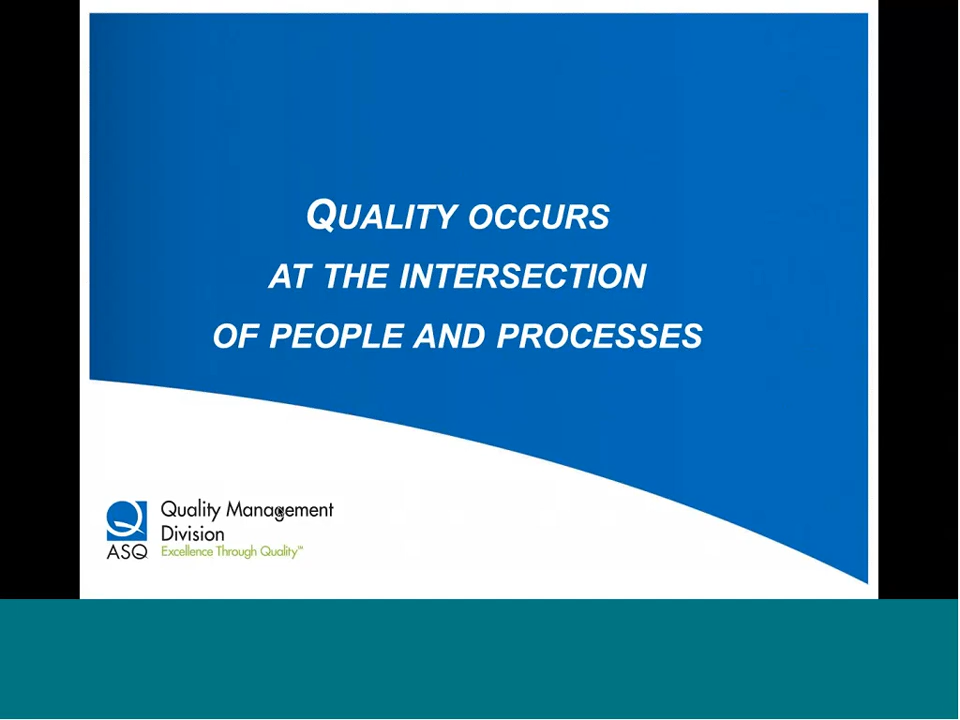 QUALITY OCCURS
AT THE INTERSECTION
OF PEOPLE AND PROCESSES
Quality Management
Division
ASQ
Excellence Through Quality™